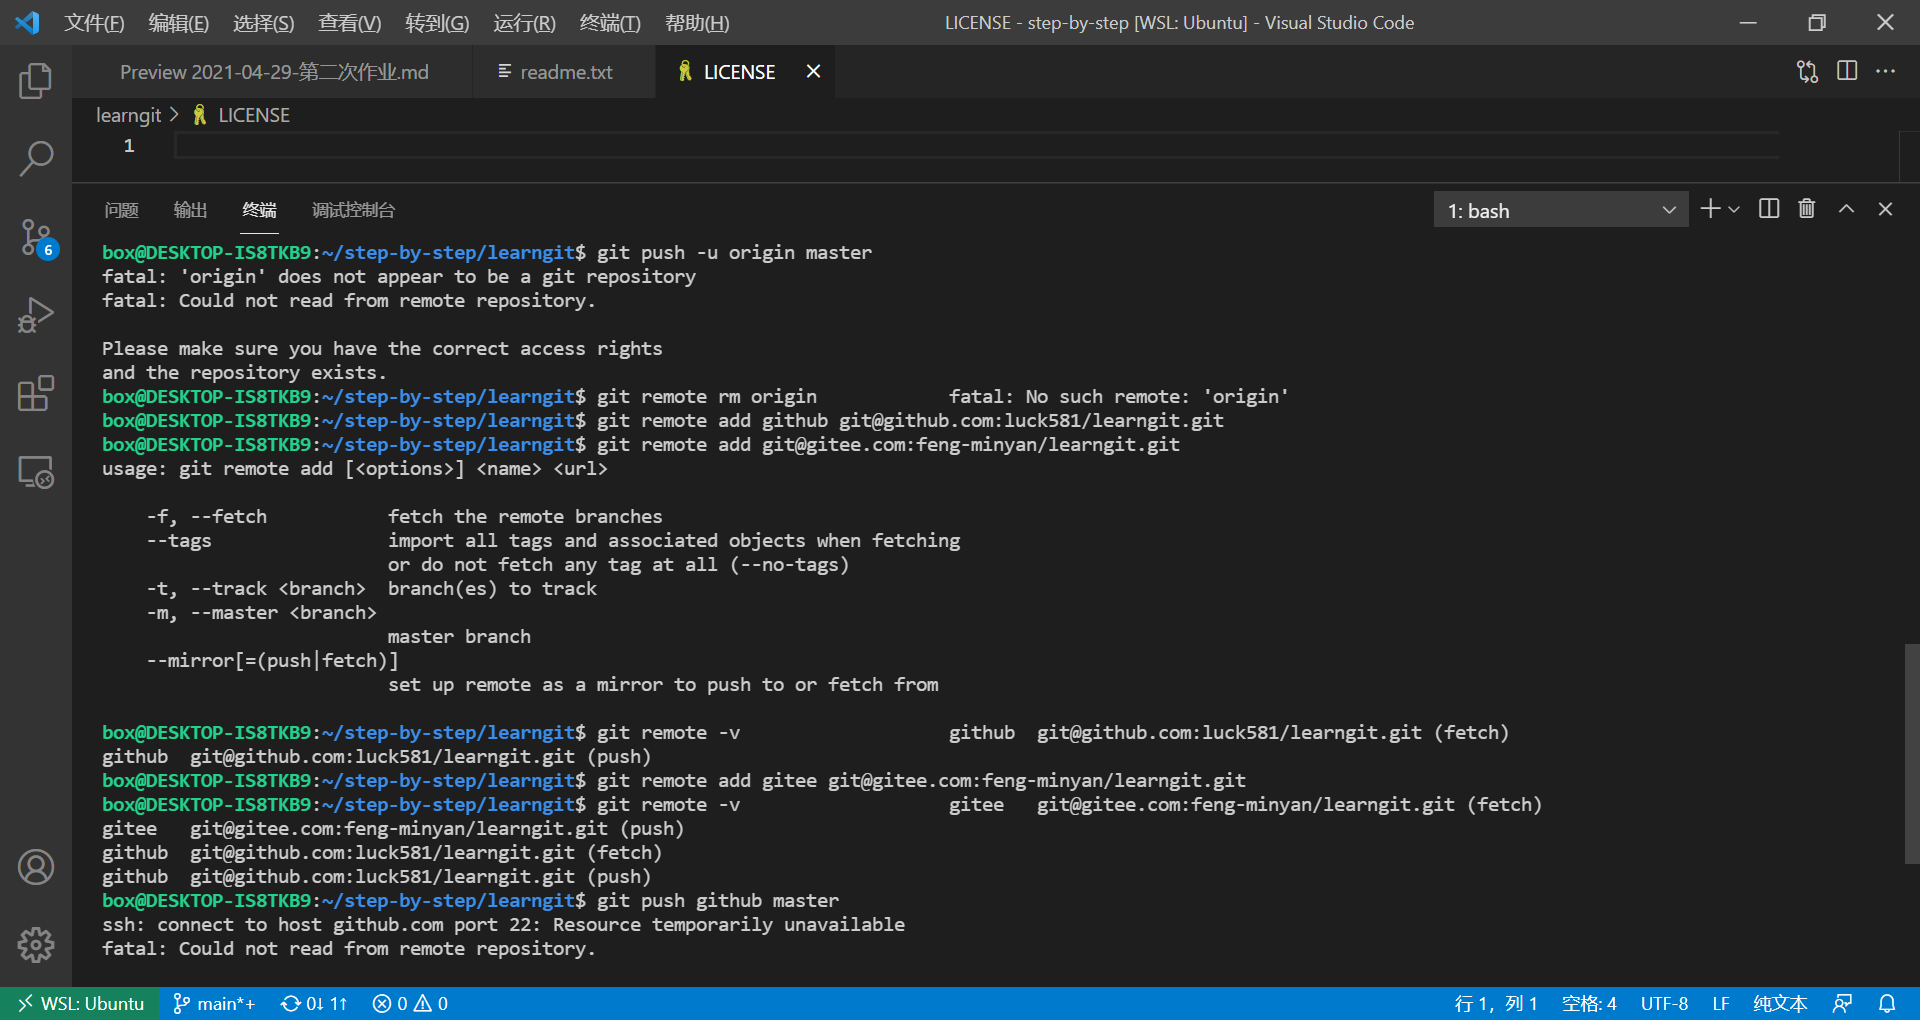 文件(F) 编辑(E) 选择(S) 查看(V) 转到(G) 运行(R) 终端(T) 帮助(H) LICENSE - step-by-step [WSL: Ubuntu] - Visual Studio Code
Preview 2021-04-29-第二次作业.md readme.txt LICENSE
learngit > LICENSE
1
问题 输出 终端 调试控制台 1: bash
box@DESKTOP-IS8TKB9:~/step-by-step/learngit$ git push -u origin master
fatal: 'origin' does not appear to be a git repository
fatal: Could not read from remote repository.
Please make sure you have the correct access rights
and the repository exists.
box@DESKTOP-IS8TKB9:~/step-by-step/learngit$ git remote rm origin fatal: No such remote: 'origin'
box@DESKTOP-IS8TKB9:~/step-by-step/learngit$ git remote add github git@github.com:luck581/learngit.git
box@DESKTOP-IS8TKB9:~/step-by-step/learngit$ git remote add git@gitee.com:feng-minyan/learngit.git
usage: git remote add [<options>] <name> <url>
-f, --fetch fetch the remote branches
--tags import all tags and associated objects when fetching
or do not fetch any tag at all (--no-tags)
-t, --track <branch> branch(es) to track
-m, --master <branch>
master branch
--mirror[=(push|fetch)]
set up remote as a mirror to push to or fetch from
box@DESKTOP-IS8TKB9:~/step-by-step/learngit$ git remote -v github git@github.com:luck581/learngit.git (fetch)
github git@github.com:luck581/learngit.git (push)
box@DESKTOP-IS8TKB9:~/step-by-step/learngit$ git remote add gitee git@gitee.com:feng-minyan/learngit.git
box@DESKTOP-IS8TKB9:~/step-by-step/learngit$ git remote -v gitee git@gitee.com:feng-minyan/learngit.git (fetch)
gitee git@gitee.com:feng-minyan/learngit.git (push)
github git@github.com:luck581/learngit.git (fetch)
github git@github.com:luck581/learngit.git (push)
box@DESKTOP-IS8TKB9:~/step-by-step/learngit$ git push github master
ssh: connect to host github.com port 22: Resource temporarily unavailable
fatal: Could not read from remote repository.
6
WSL: Ubuntu main*+ 0↓ 1↑ 0 0 行 1，列 1 空格: 4 UTF-8 LF 纯文本